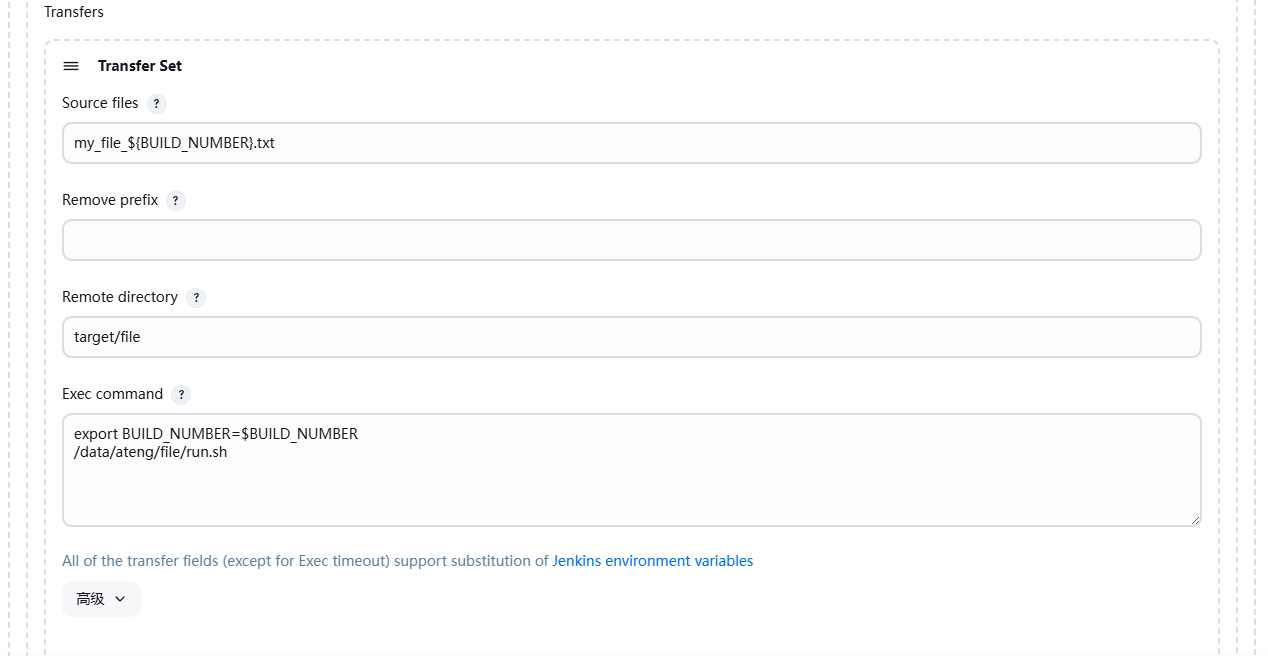 Transfers
Transfer Set
Source files ?
my_file_${BUILD_NUMBER}.txt
Remove prefix ?
Remote directory ?
target/file
Exec command ?
export BUILD_NUMBER=$BUILD_NUMBER
/data/ateng/file/run.sh
All of the transfer fields (except for Exec timeout) support substitution of Jenkins environment variables
高级